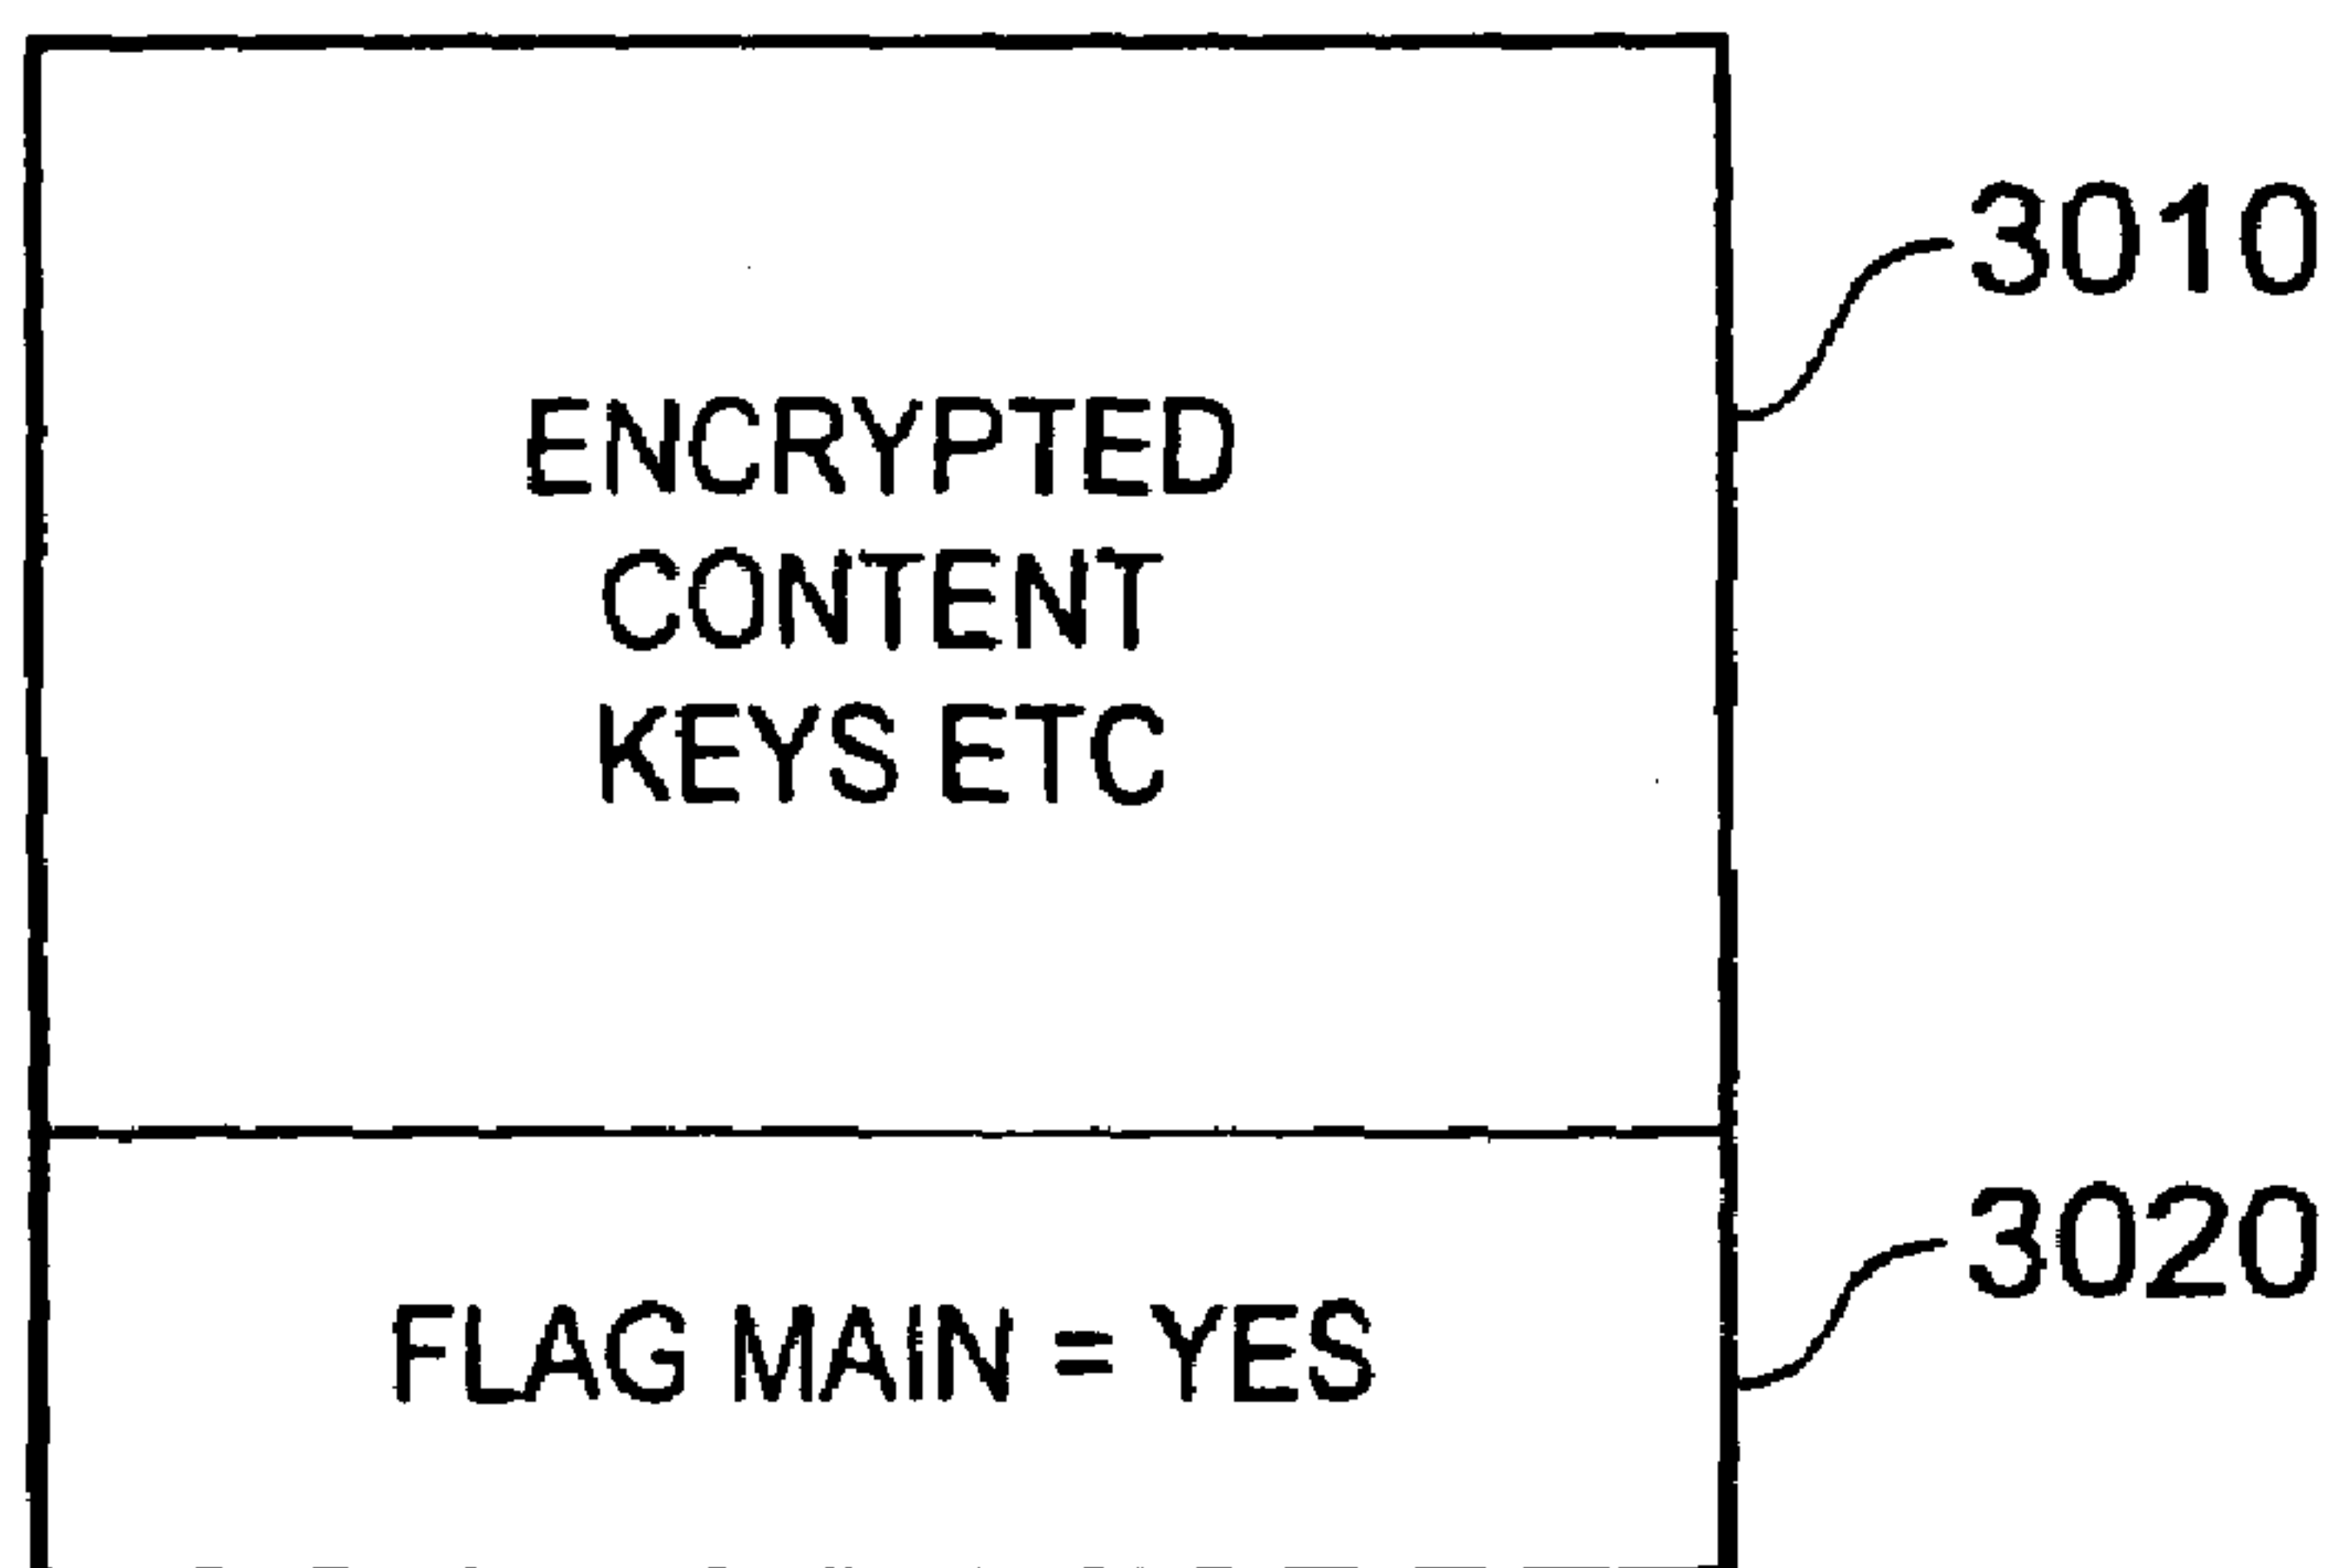 3010
ENCRYPTED
CONTENT
KEYS ETC
3020
FLAG MAIN = YES